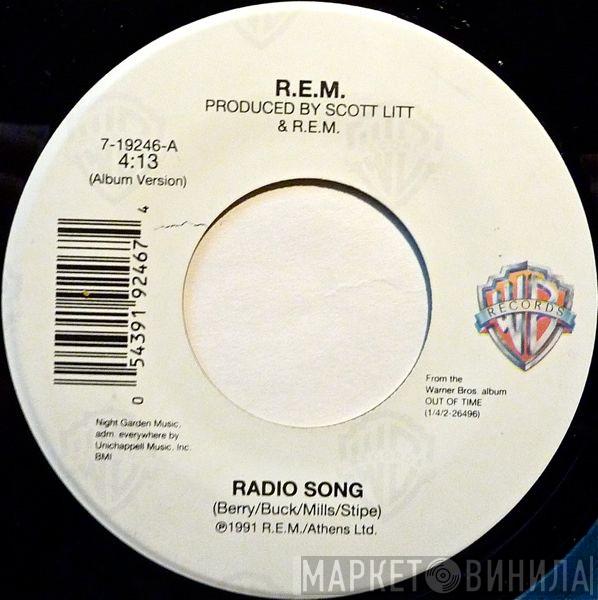 R.E.M.
PRODUCED BY SCOTT LITT
& R.E.M.
7-19246-A
4:13
(Album Version)
0 54391 92467 4
WB
RECORDS
From the
Warner Bros. album
OUT OF TIME
(1/4/2-26496)
Night Garden Music,
adm. everywhere by
Unichappell Music, Inc.
BMI
RADIO SONG
(Berry/Buck/Mills/Stipe)
℗1991 R.E.M./Athens Ltd.
МАРКЕТ ВИНИЛА